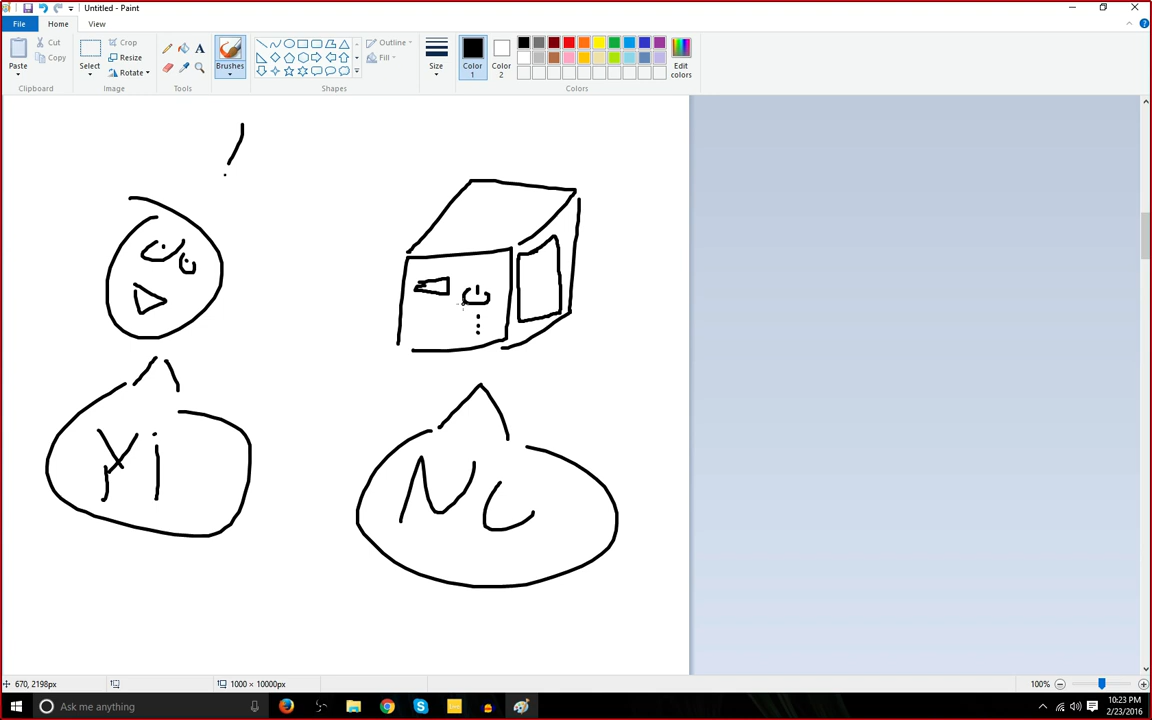 Untitled - Paint
File Home View
Paste Cut Copy
Select Crop Resize Rotate
Brushes
Outline Fill
Size
Color 1
Color 2
Edit colors
Clipboard Image Tools Shapes Colors
!
Yi
Nc
670, 2198px 1000 × 10000px 100%
Ask me anything
10:23 PM
2/23/2016